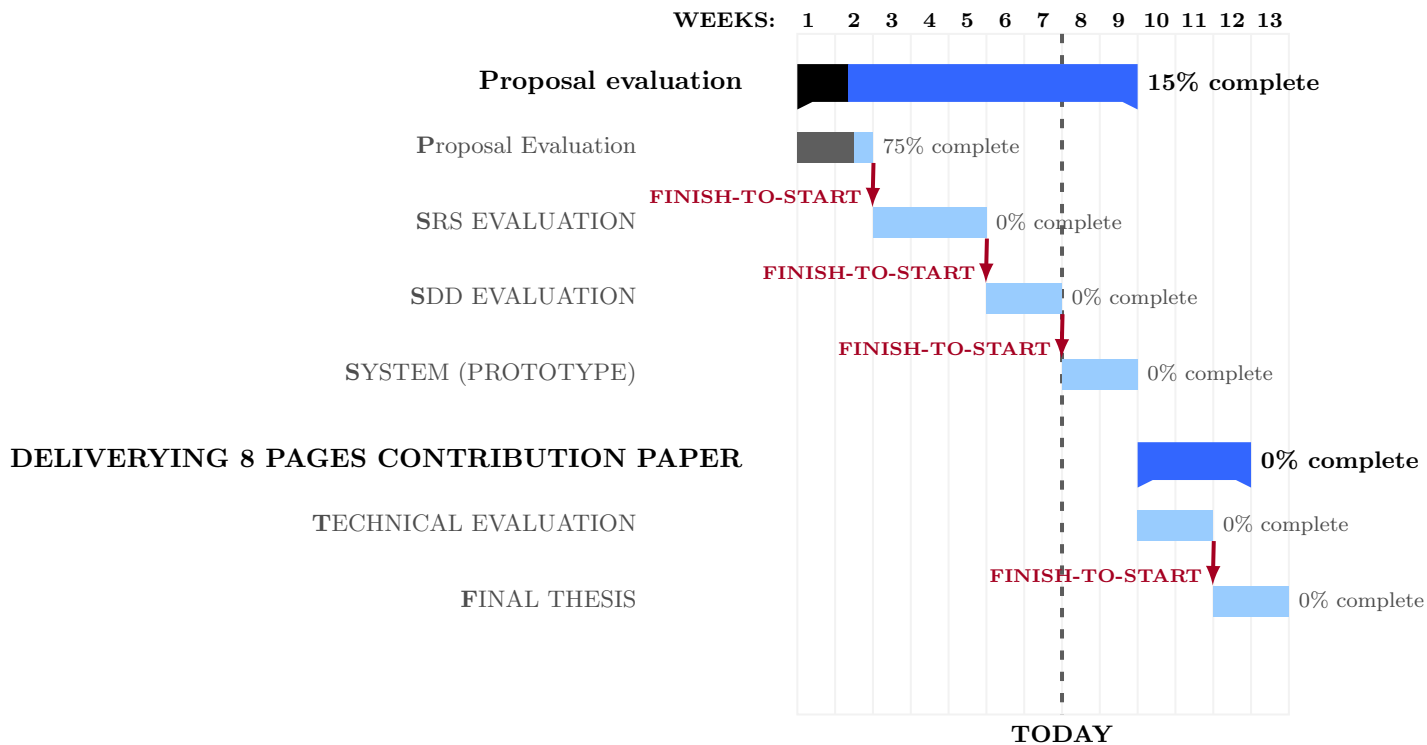 WEEKS: 1 2 3 4 5 6 7 8 9 10 11 12 13
Proposal evaluation 15% complete
Proposal Evaluation 75% complete
FINISH-TO-START
SRS EVALUATION 0% complete
FINISH-TO-START
SDD EVALUATION 0% complete
FINISH-TO-START
SYSTEM (PROTOTYPE) 0% complete
DELIVERYING 8 PAGES CONTRIBUTION PAPER 0% complete
TECHNICAL EVALUATION 0% complete
FINISH-TO-START
FINAL THESIS 0% complete
TODAY